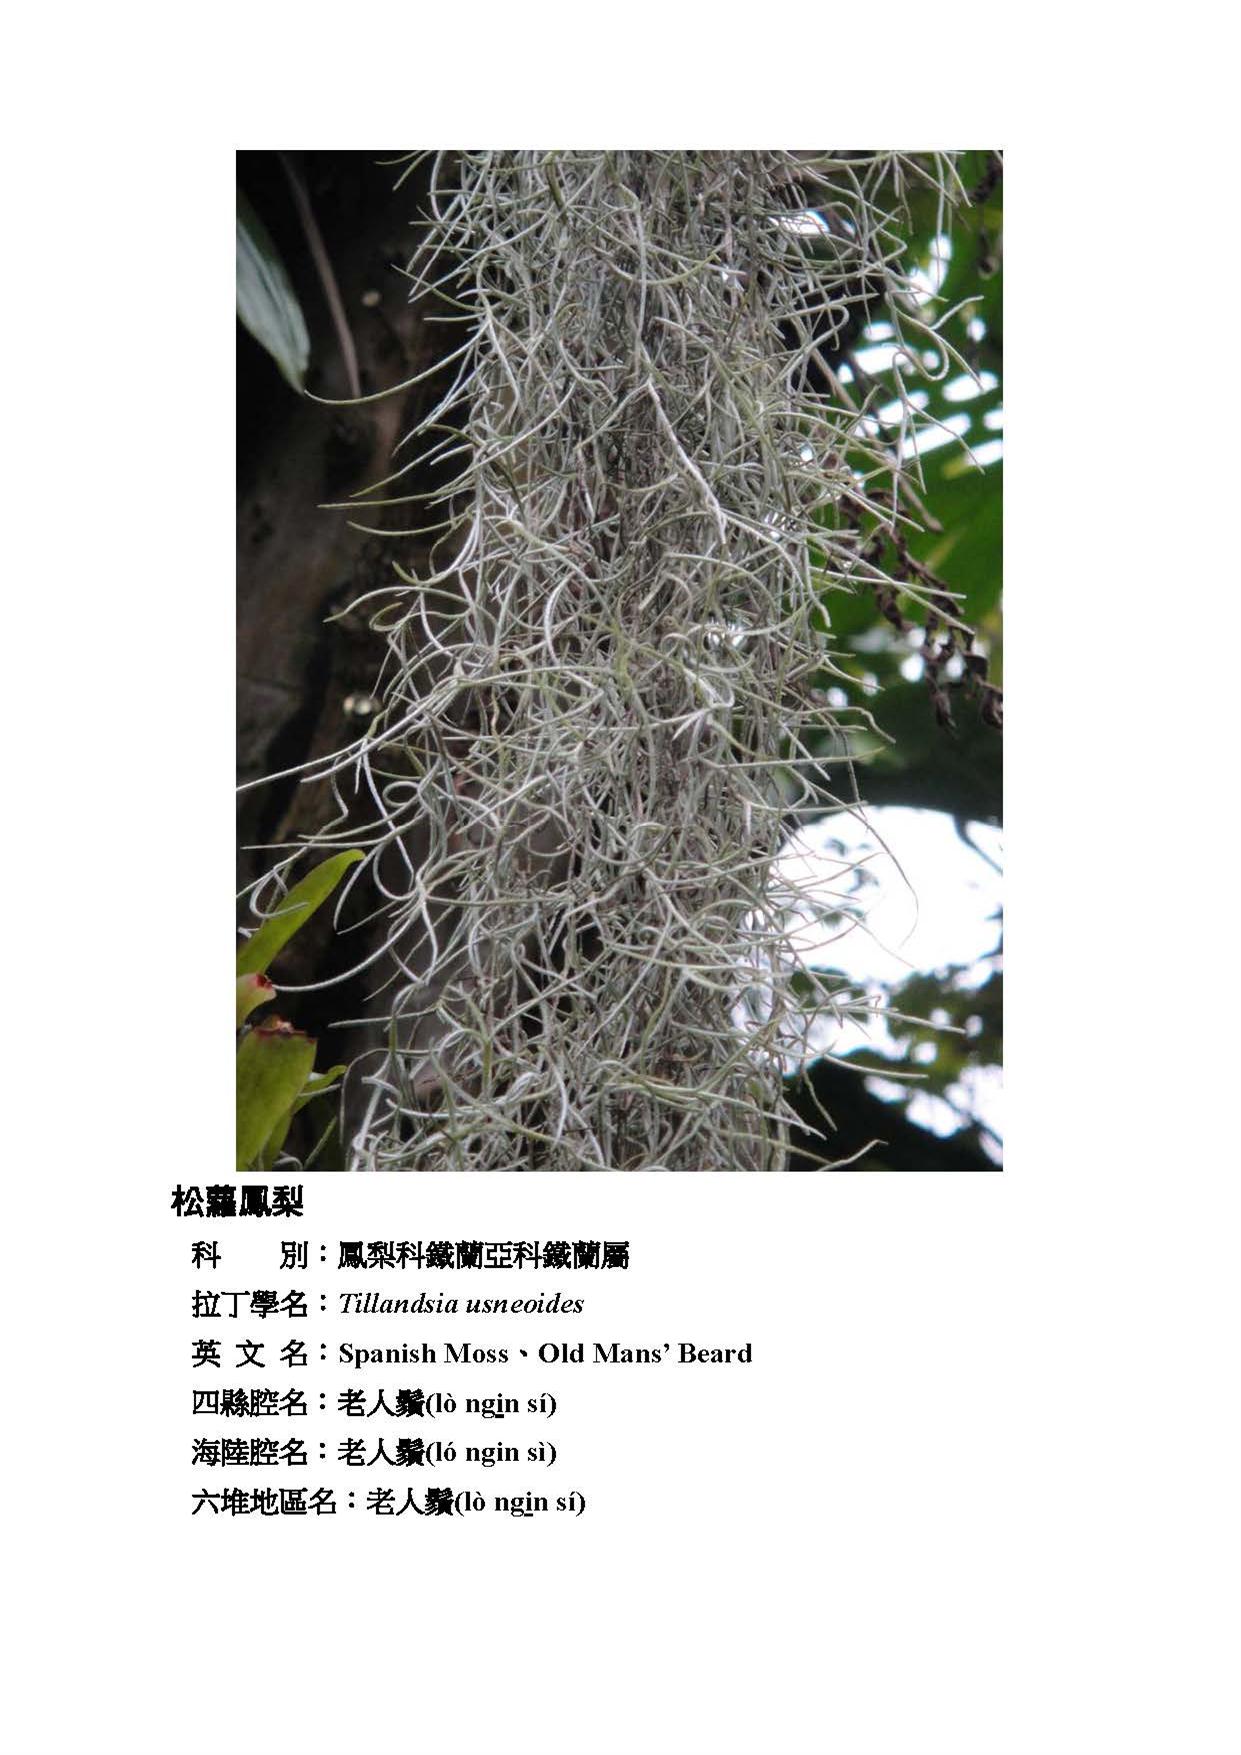 松蘿鳳梨
科　　別：鳳梨科鐵蘭亞科鐵蘭屬
拉丁學名：Tillandsia usneoides
英 文 名：Spanish Moss、Old Mans’ Beard
四縣腔名：老人鬚(lò ngi̲n sí)
海陸腔名：老人鬚(ló ngin sì)
六堆地區名：老人鬚(lò ngi̲n sí)